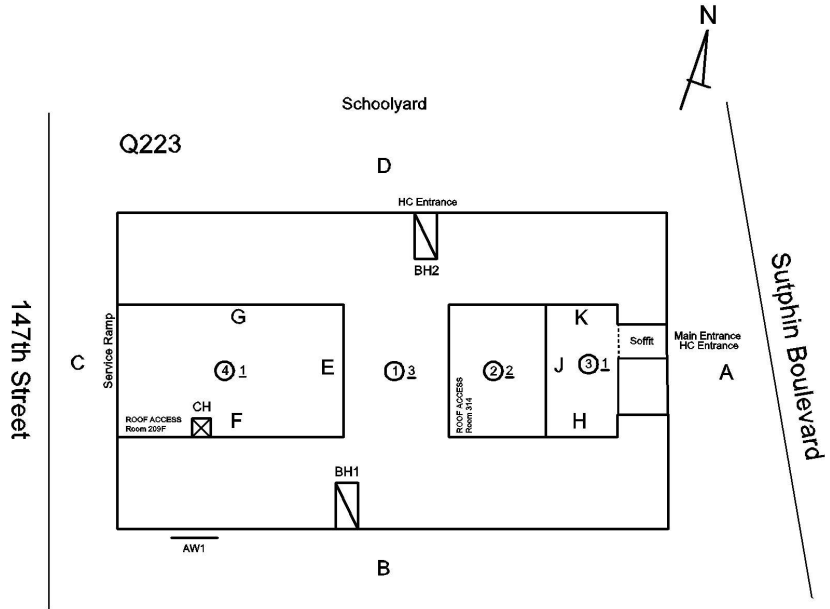 N
Schoolyard
Q223
D
HC Entrance
BH2
147th Street
Service Ramp
C
G
E
4 1
CH
F
ROOF ACCESS
Room 209F
1 3
2 2
ROOF ACCESS
Room 314
K
J
3 1
H
Soffit
Main Entrance
HC Entrance
A
Sutphin Boulevard
BH1
AW1
B